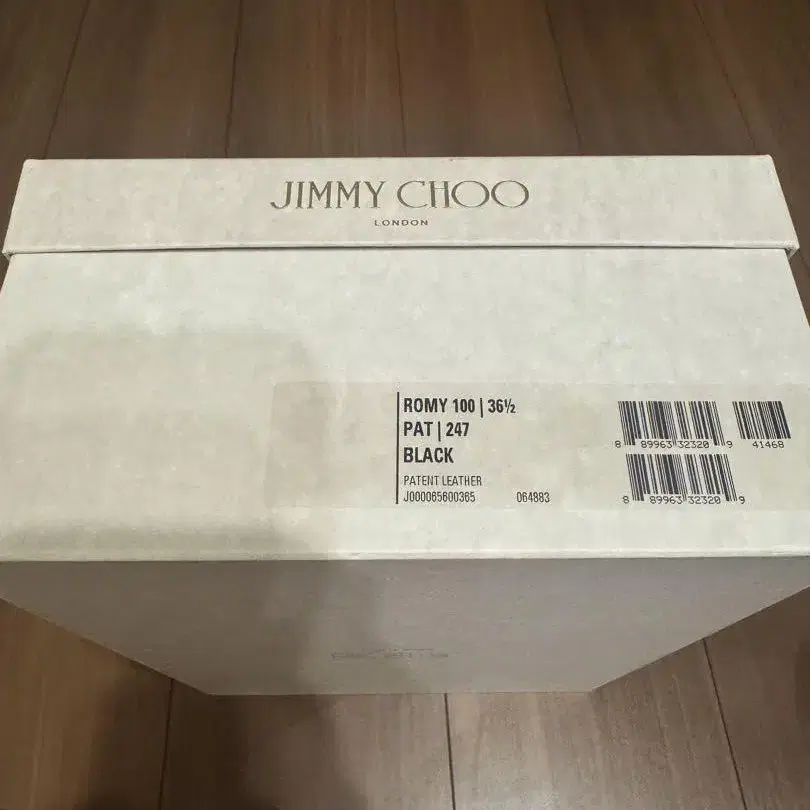 JIMMY CHOO
LONDON
ROMY 100 | 36½
PAT | 247
BLACK
PATENT LEATHER
J000065600365 064883
8 89963 32320 9 41468
8 89963 32320 9